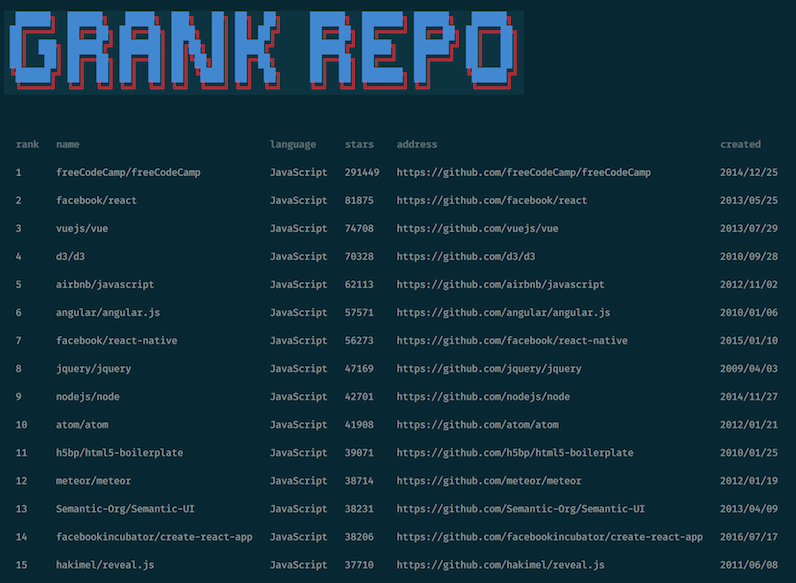 GRANK REPO
rank name language stars address created
1 freeCodeCamp/freeCodeCamp JavaScript 291449 https://github.com/freeCodeCamp/freeCodeCamp 2014/12/25
2 facebook/react JavaScript 81875 https://github.com/facebook/react 2013/05/25
3 vuejs/vue JavaScript 74708 https://github.com/vuejs/vue 2013/07/29
4 d3/d3 JavaScript 70328 https://github.com/d3/d3 2010/09/28
5 airbnb/javascript JavaScript 62113 https://github.com/airbnb/javascript 2012/11/02
6 angular/angular.js JavaScript 57571 https://github.com/angular/angular.js 2010/01/06
7 facebook/react-native JavaScript 56273 https://github.com/facebook/react-native 2015/01/10
8 jquery/jquery JavaScript 47169 https://github.com/jquery/jquery 2009/04/03
9 nodejs/node JavaScript 42701 https://github.com/nodejs/node 2014/11/27
10 atom/atom JavaScript 41908 https://github.com/atom/atom 2012/01/21
11 h5bp/html5-boilerplate JavaScript 39071 https://github.com/h5bp/html5-boilerplate 2010/01/25
12 meteor/meteor JavaScript 38714 https://github.com/meteor/meteor 2012/01/19
13 Semantic-Org/Semantic-UI JavaScript 38231 https://github.com/Semantic-Org/Semantic-UI 2013/04/09
14 facebookincubator/create-react-app JavaScript 38206 https://github.com/facebookincubator/create-react-app 2016/07/17
15 hakimel/reveal.js JavaScript 37710 https://github.com/hakimel/reveal.js 2011/06/08